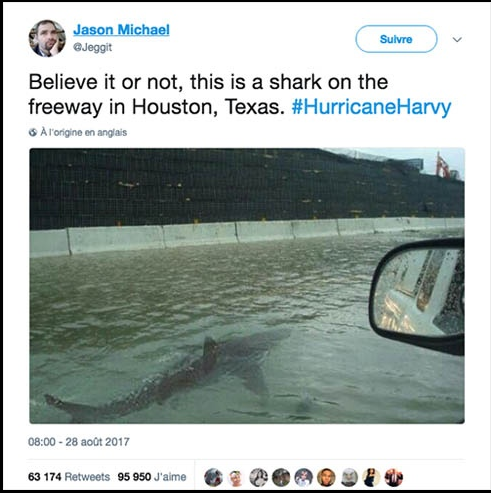 Jason Michael
@Jeggit
Suivre
Believe it or not, this is a shark on the
freeway in Houston, Texas. #HurricaneHarvy
À l'origine en anglais
08:00 - 28 août 2017
63 174 Retweets 95 950 J'aime